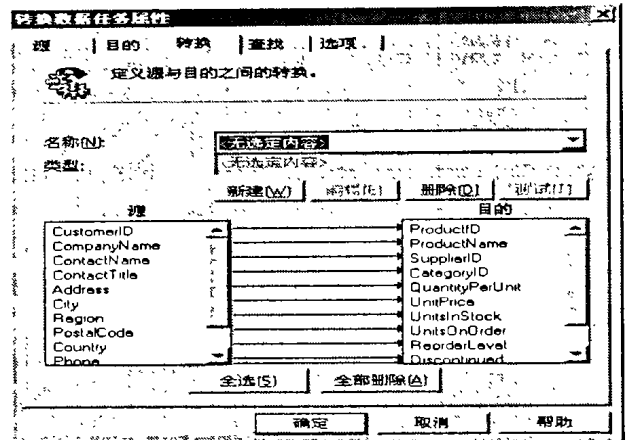 转换数据任务属性
源 目的 转换 查找 选项
定义源与目的之间的转换。
名称(N): <无选定内容>
类型: <无选定内容>
新建(W) 编辑(E) 删除(D) 测试(T)
源 目的
CustomerID ProductID
CompanyName ProductName
ContactName SupplierID
ContactTitle CategoryID
Address QuantityPerUnit
City UnitPrice
Region UnitsInStock
PostalCode UnitsOnOrder
Country ReorderLevel
Phone Discontinued
全选(S) 全部删除(A)
确定 取消 帮助